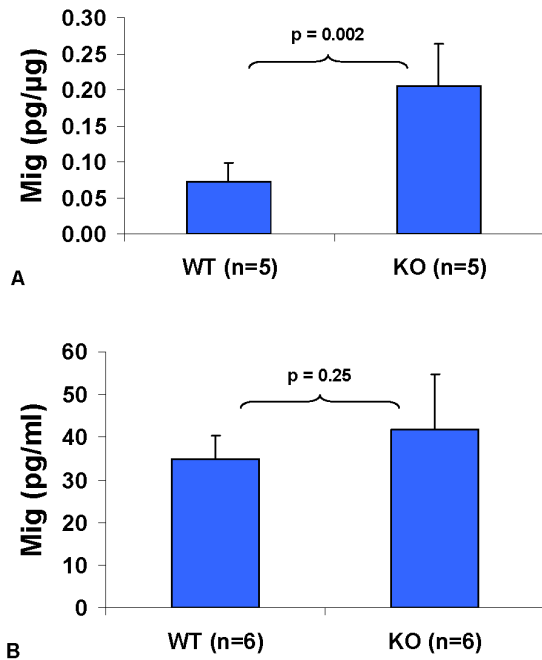 0.30
0.25
0.20
0.15
0.10
0.05
0.00
Mig (pg/µg)
p = 0.002
WT (n=5)
KO (n=5)
A
60
50
40
30
20
10
0
Mig (pg/ml)
p = 0.25
WT (n=6)
KO (n=6)
B